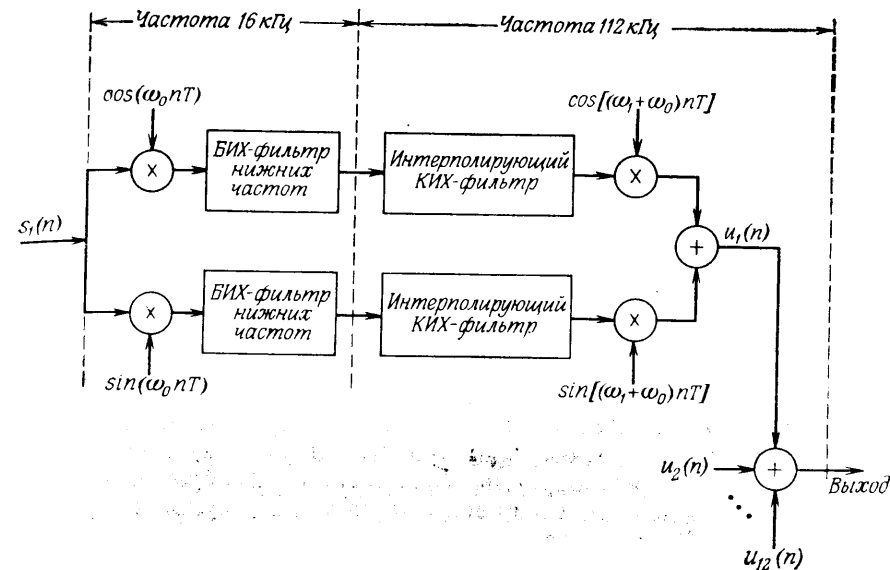 Частота 16 кГц
Частота 112 кГц
cos(ω₀nT)
cos[(ω₁+ω₀)nT]
БИХ-фильтр
нижних
частот
Интерполирующий
КИХ-фильтр
×
×
s₁(n)
+
u₁(n)
×
БИХ-фильтр
нижних
частот
Интерполирующий
КИХ-фильтр
×
sin(ω₀nT)
sin[(ω₁+ω₀)nT]
u₂(n)
+
Выход
u₁₂(n)